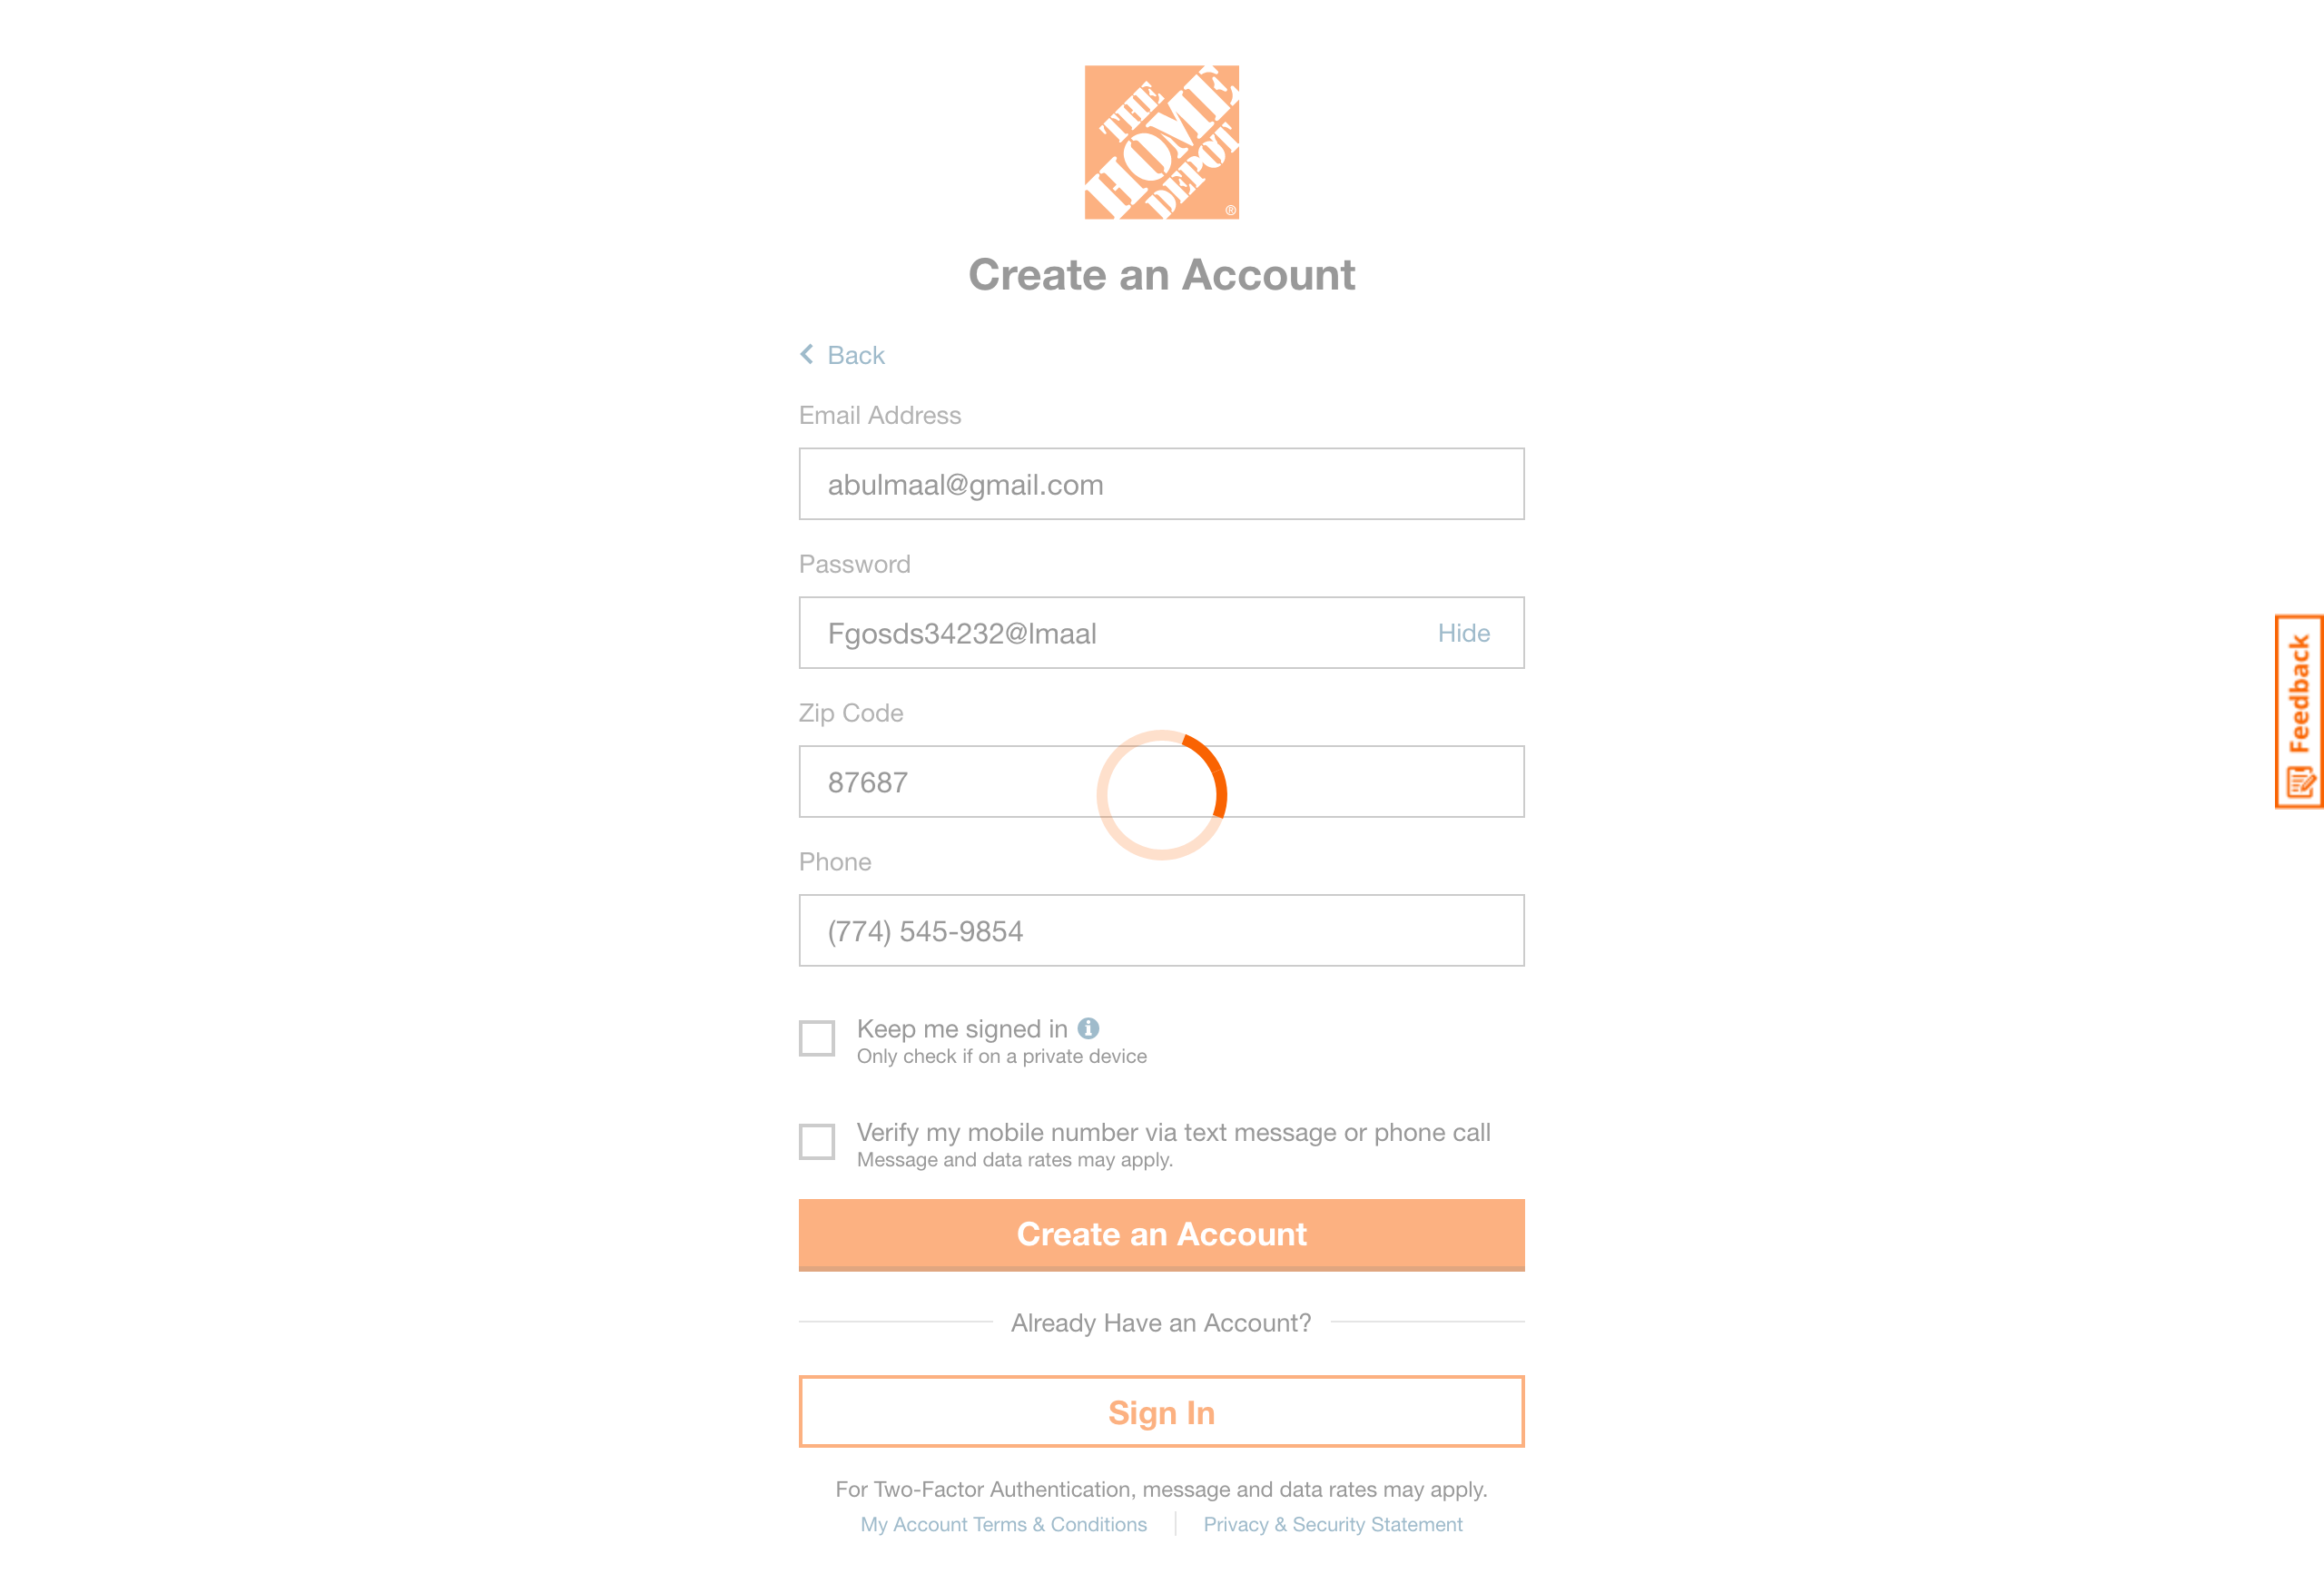 THE
HOME
DEPOT
®
Create an Account
Back
Email Address
abulmaal@gmail.com
Password
Fgosds34232@lmaal
Hide
Zip Code
87687
Phone
(774) 545-9854
Keep me signed in
Only check if on a private device
Verify my mobile number via text message or phone call
Message and data rates may apply.
Create an Account
Already Have an Account?
Sign In
For Two-Factor Authentication, message and data rates may apply.
My Account Terms & Conditions
Privacy & Security Statement
Feedback